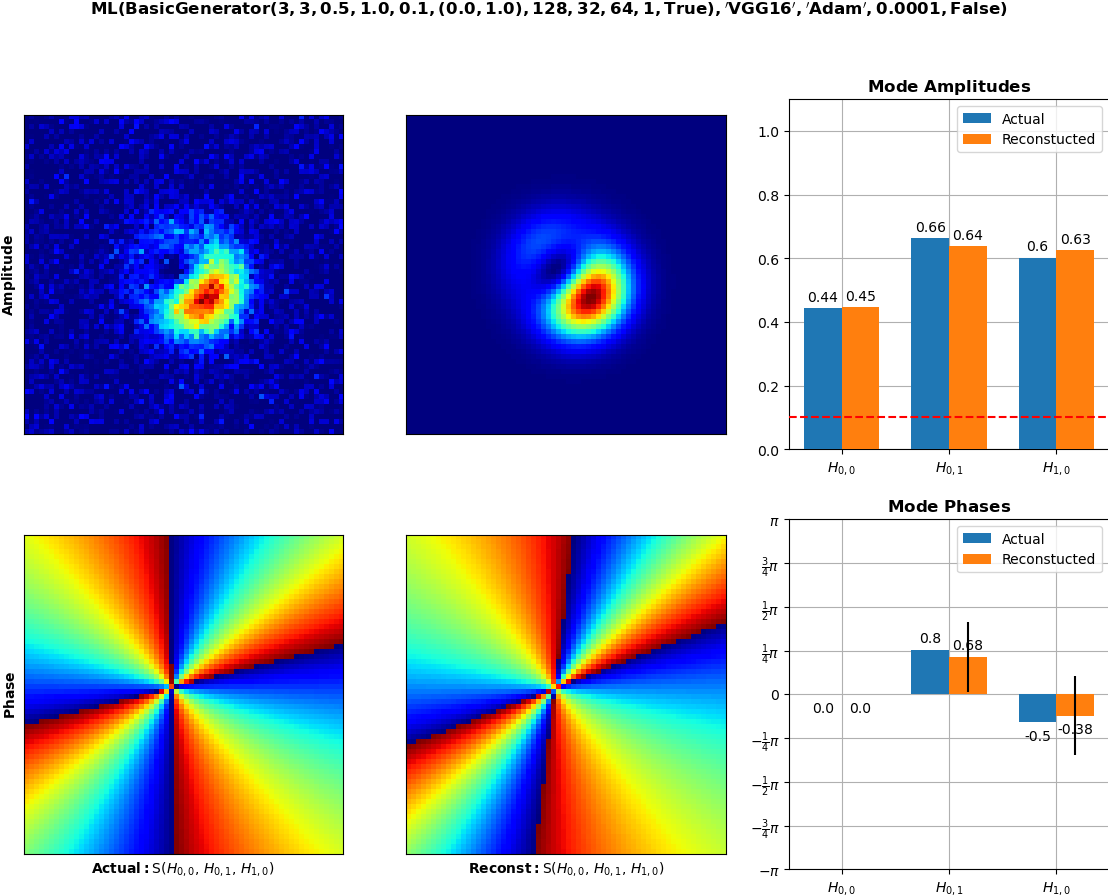 ML(BasicGenerator(3, 3, 0.5, 1.0, 0.1, (0.0, 1.0), 128, 32, 64, 1, True), ′VGG16′, ′Adam′, 0.0001, False)
Amplitude
Mode Amplitudes
Actual
Reconstucted
1.0
0.8
0.6
0.4
0.2
0.0
0.44
0.45
0.66
0.64
0.6
0.63
H0,0
H0,1
H1,0
Phase
Actual: S(H0,0, H0,1, H1,0)
Reconst: S(H0,0, H0,1, H1,0)
Mode Phases
Actual
Reconstucted
π
3/4π
1/2π
1/4π
0
−1/4π
−1/2π
−3/4π
−π
0.0
0.0
0.8
0.68
-0.5
-0.38
H0,0
H0,1
H1,0